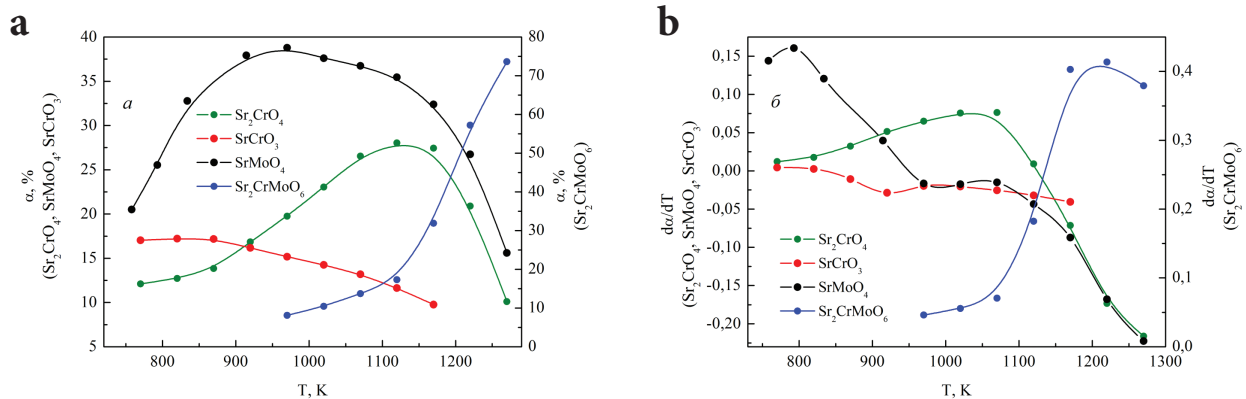 a
40
35
30
25
20
15
10
5
α, %
(Sr₂CrO₄, SrMoO₄, SrCrO₃)
а
Sr₂CrO₄
SrCrO₃
SrMoO₄
Sr₂CrMoO₆
80
70
60
50
40
30
20
10
0
α, %
(Sr₂CrMoO₆)
800 900 1000 1100 1200
T, K
b
0,15
0,10
0,05
0,00
-0,05
-0,10
-0,15
-0,20
dα/dT
(Sr₂CrO₄, SrMoO₄, SrCrO₃)
б
Sr₂CrO₄
SrCrO₃
SrMoO₄
Sr₂CrMoO₆
0,4
0,3
0,2
0,1
0,0
dα/dT
(Sr₂CrMoO₆)
800 900 1000 1100 1200 1300
T, K